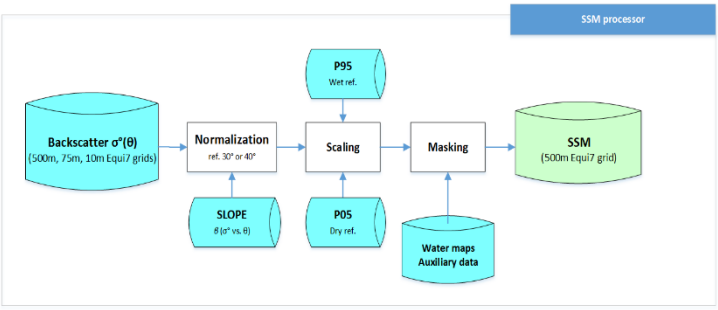 SSM processor
P95
Wet ref.
Backscatter σ°(θ)
(500m, 75m, 10m Equi7 grids)
Normalization
ref. 30° or 40°
Scaling
Masking
SSM
(500m Equi7 grid)
SLOPE
β (σ° vs. θ)
P05
Dry ref.
Water maps
Auxiliary data